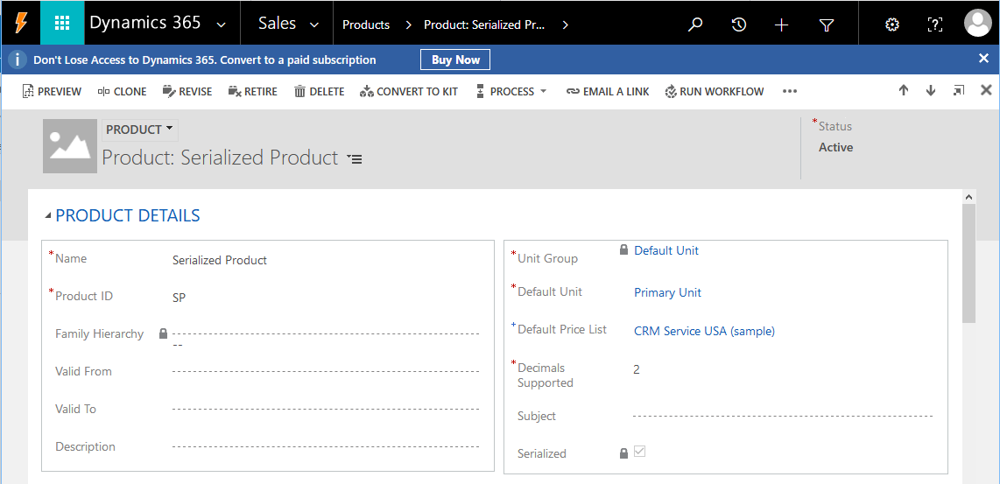 Dynamics 365 Sales Products Product: Serialized Pr...
Don't Lose Access to Dynamics 365. Convert to a paid subscription Buy Now
PREVIEW CLONE REVISE RETIRE DELETE CONVERT TO KIT PROCESS EMAIL A LINK RUN WORKFLOW
PRODUCT
Product: Serialized Product
*Status
Active
PRODUCT DETAILS
*Name Serialized Product
*Product ID SP
Family Hierarchy
--
Valid From
Valid To
Description
*Unit Group Default Unit
*Default Unit Primary Unit
+Default Price List CRM Service USA (sample)
*Decimals 2
Supported
Subject
Serialized